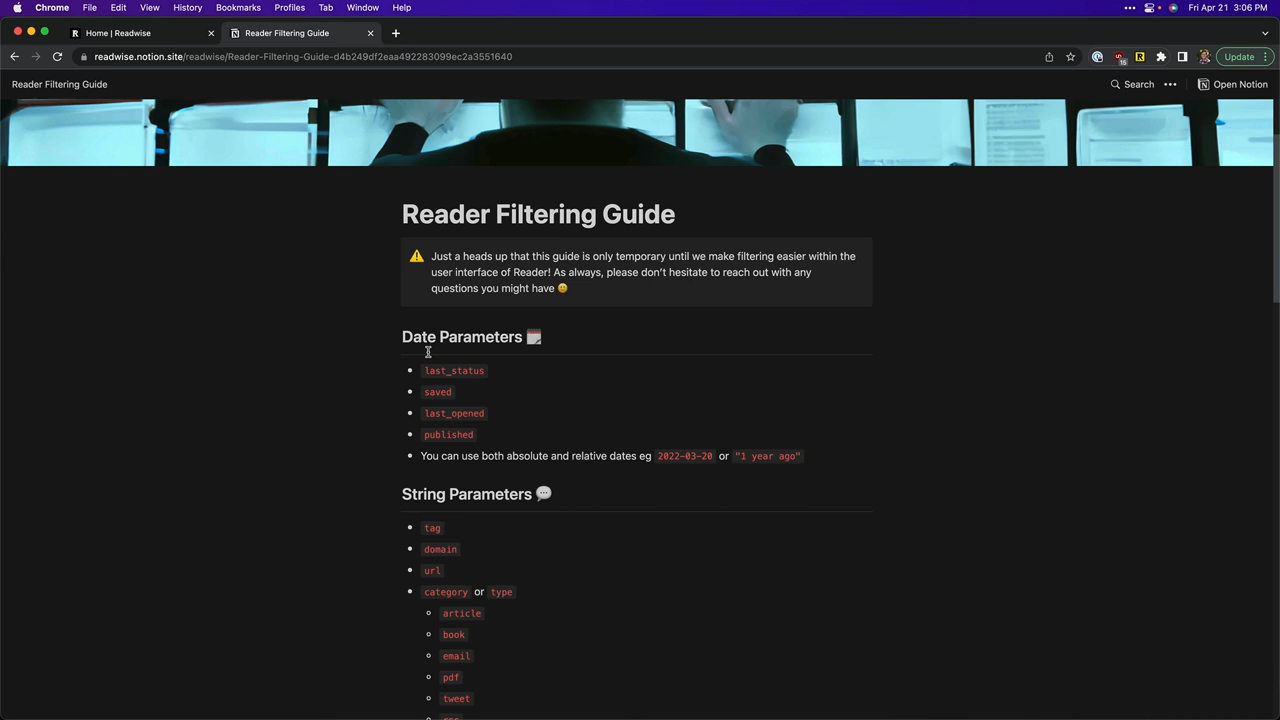 Chrome File Edit View History Bookmarks Profiles Tab Window Help Fri Apr 21 3:06 PM
Home | Readwise Reader Filtering Guide
readwise.notion.site/readwise/Reader-Filtering-Guide-d4b249df2eaa492283099ec2a3551640 15 R Update
Reader Filtering Guide Search Open Notion
Reader Filtering Guide
Just a heads up that this guide is only temporary until we make filtering easier within the
user interface of Reader! As always, please don't hesitate to reach out with any
questions you might have
Date Parameters
last_status
saved
last_opened
published
You can use both absolute and relative dates eg 2022-03-20 or "1 year ago"
String Parameters
tag
domain
url
category or type
article
book
email
pdf
tweet